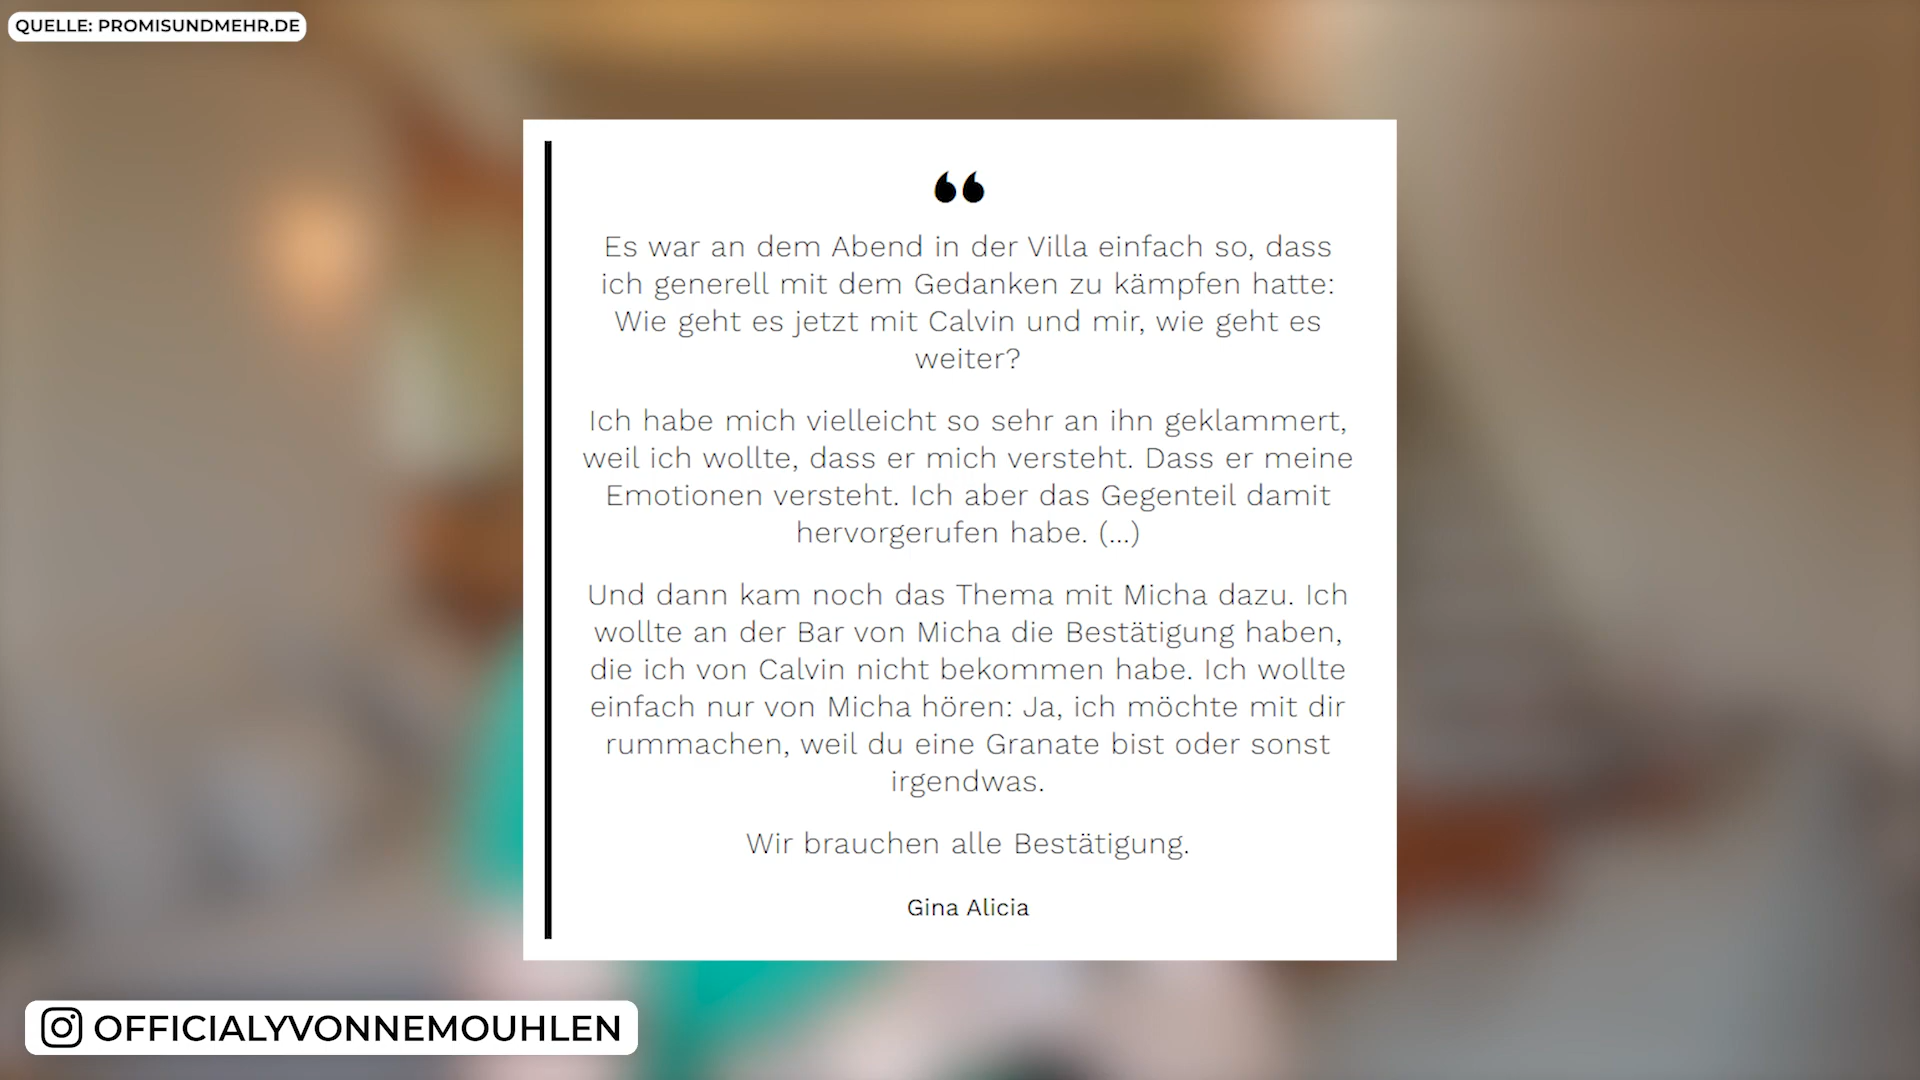 QUELLE: PROMISUNDMEHR.DE
“
Es war an dem Abend in der Villa einfach so, dass
ich generell mit dem Gedanken zu kämpfen hatte:
Wie geht es jetzt mit Calvin und mir, wie geht es
weiter?
Ich habe mich vielleicht so sehr an ihn geklammert,
weil ich wollte, dass er mich versteht. Dass er meine
Emotionen versteht. Ich aber das Gegenteil damit
hervorgerufen habe. (...)
Und dann kam noch das Thema mit Micha dazu. Ich
wollte an der Bar von Micha die Bestätigung haben,
die ich von Calvin nicht bekommen habe. Ich wollte
einfach nur von Micha hören: Ja, ich möchte mit dir
rummachen, weil du eine Granate bist oder sonst
irgendwas.
Wir brauchen alle Bestätigung.
Gina Alicia
OFFICIALYVONNEMOUHLEN